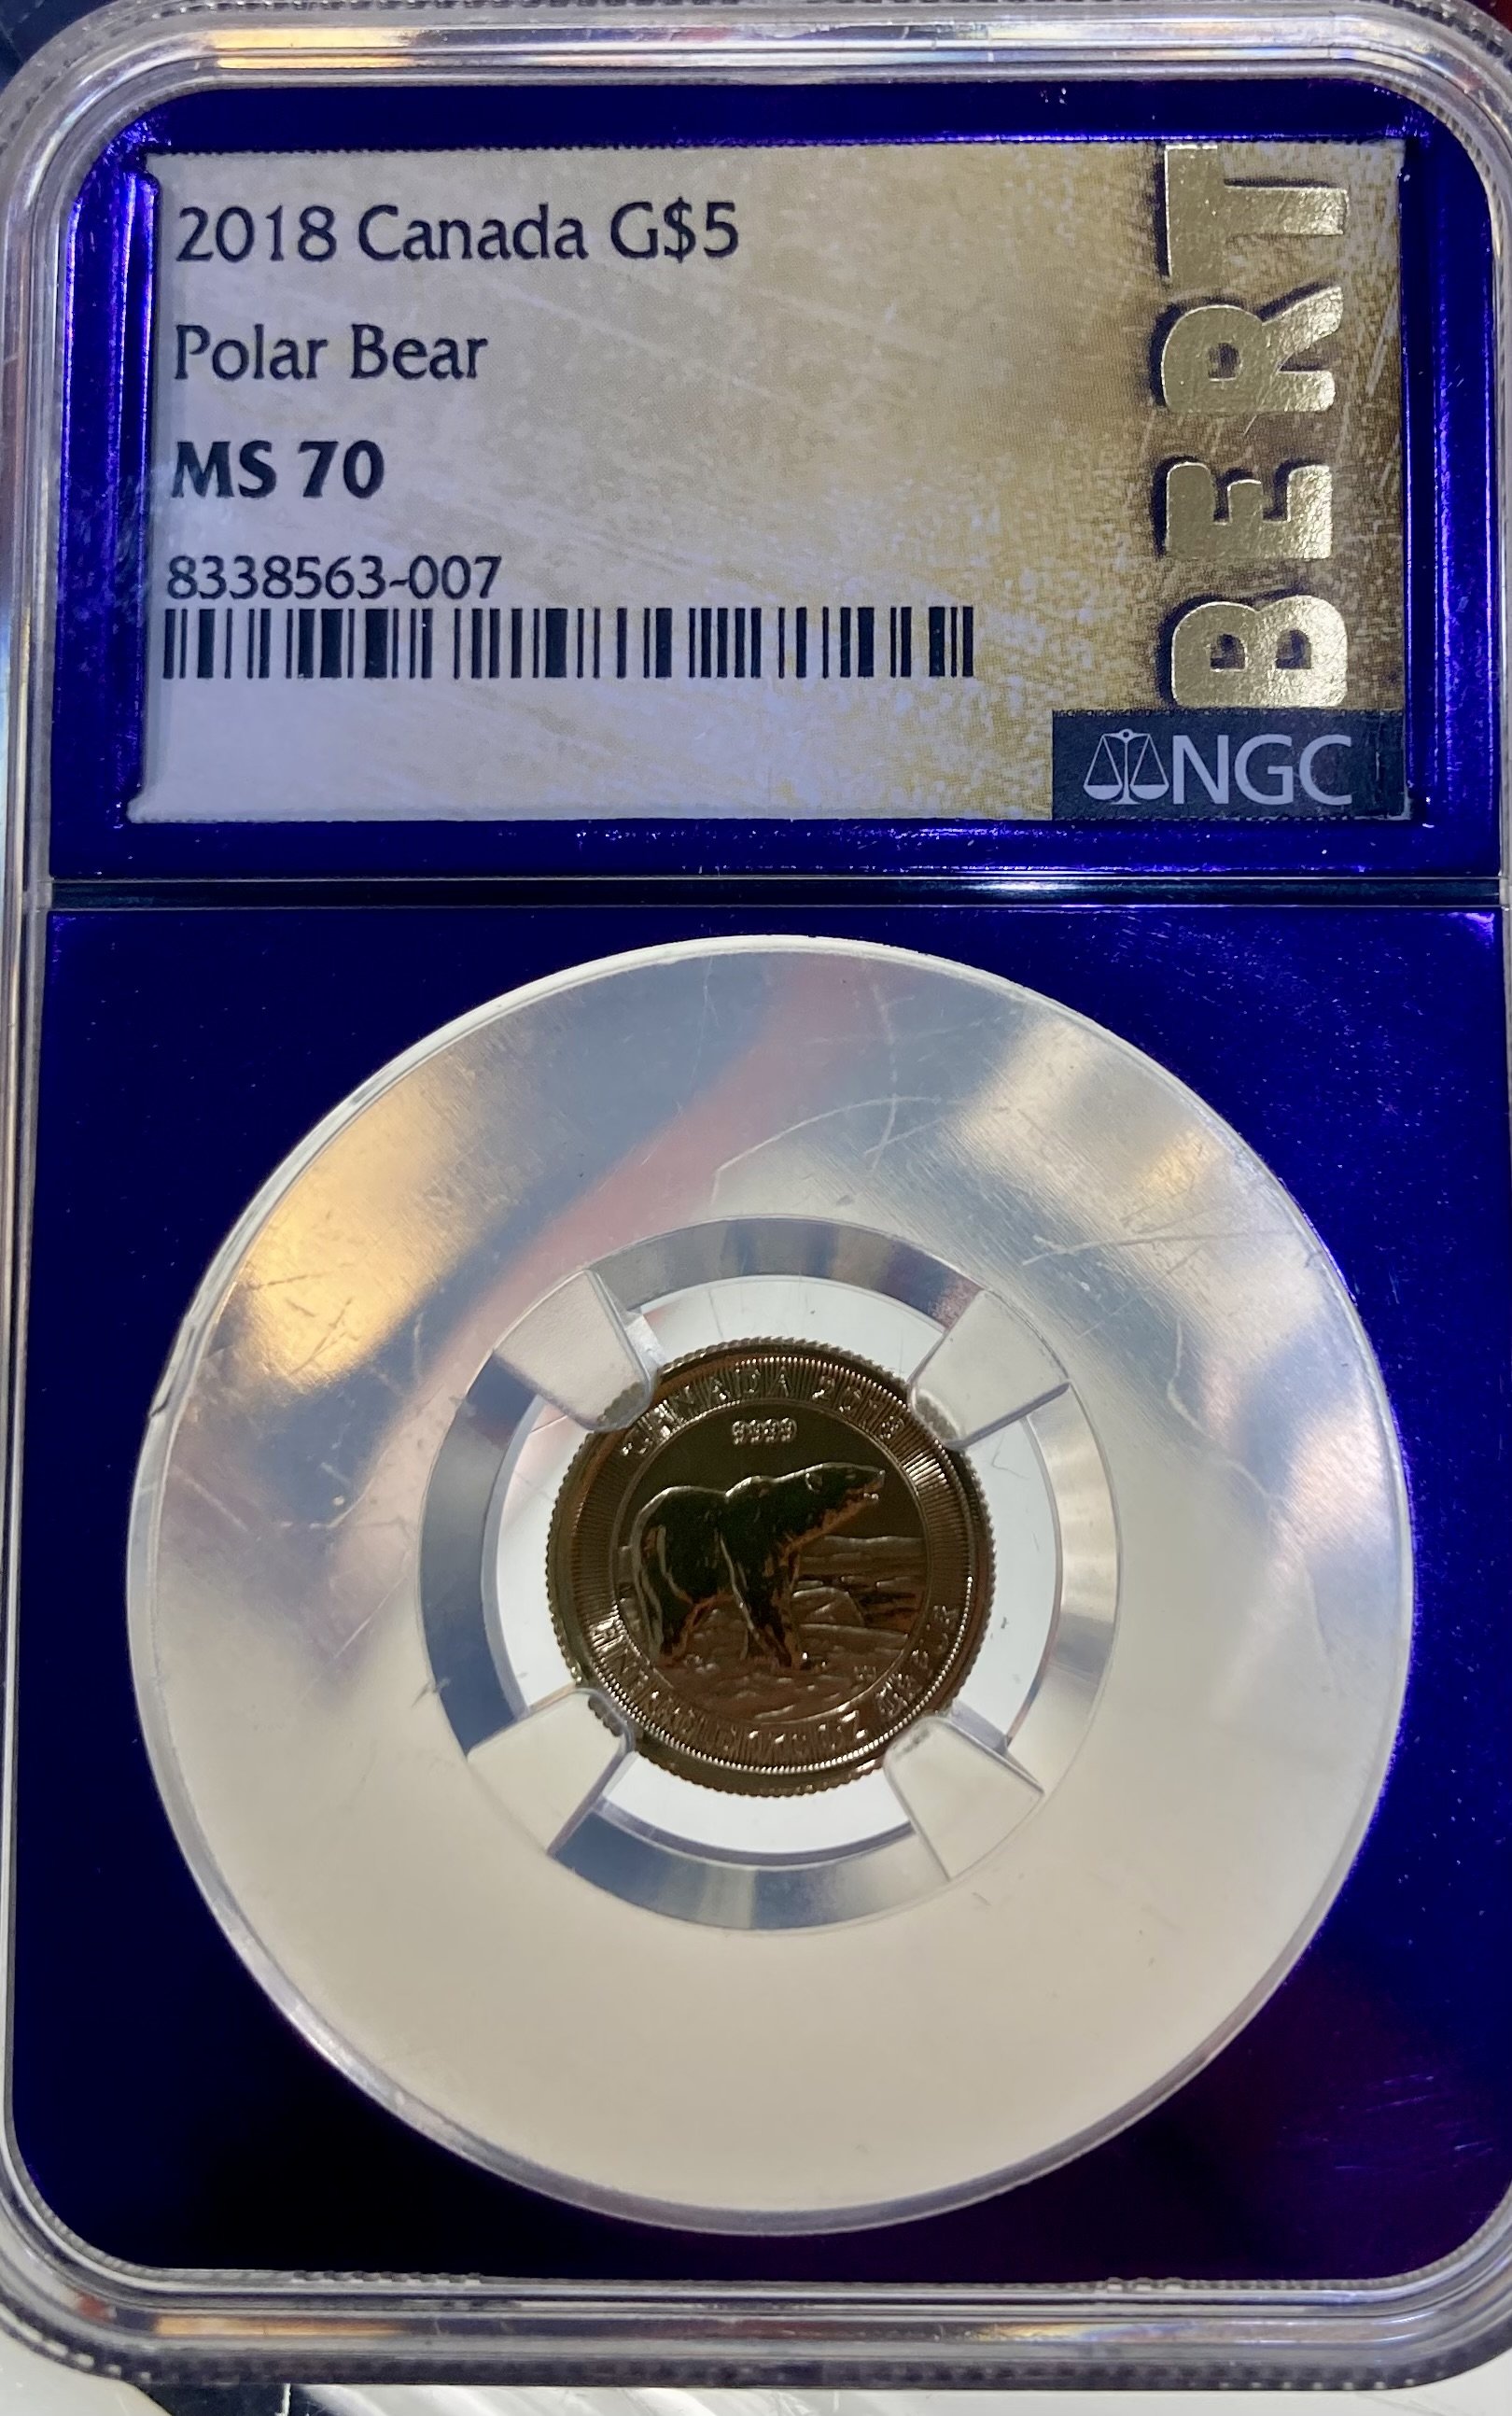 2018 Canada G$5
Polar Bear
MS 70
8338563-007
BERT
NGC
CANADA 2018
9999